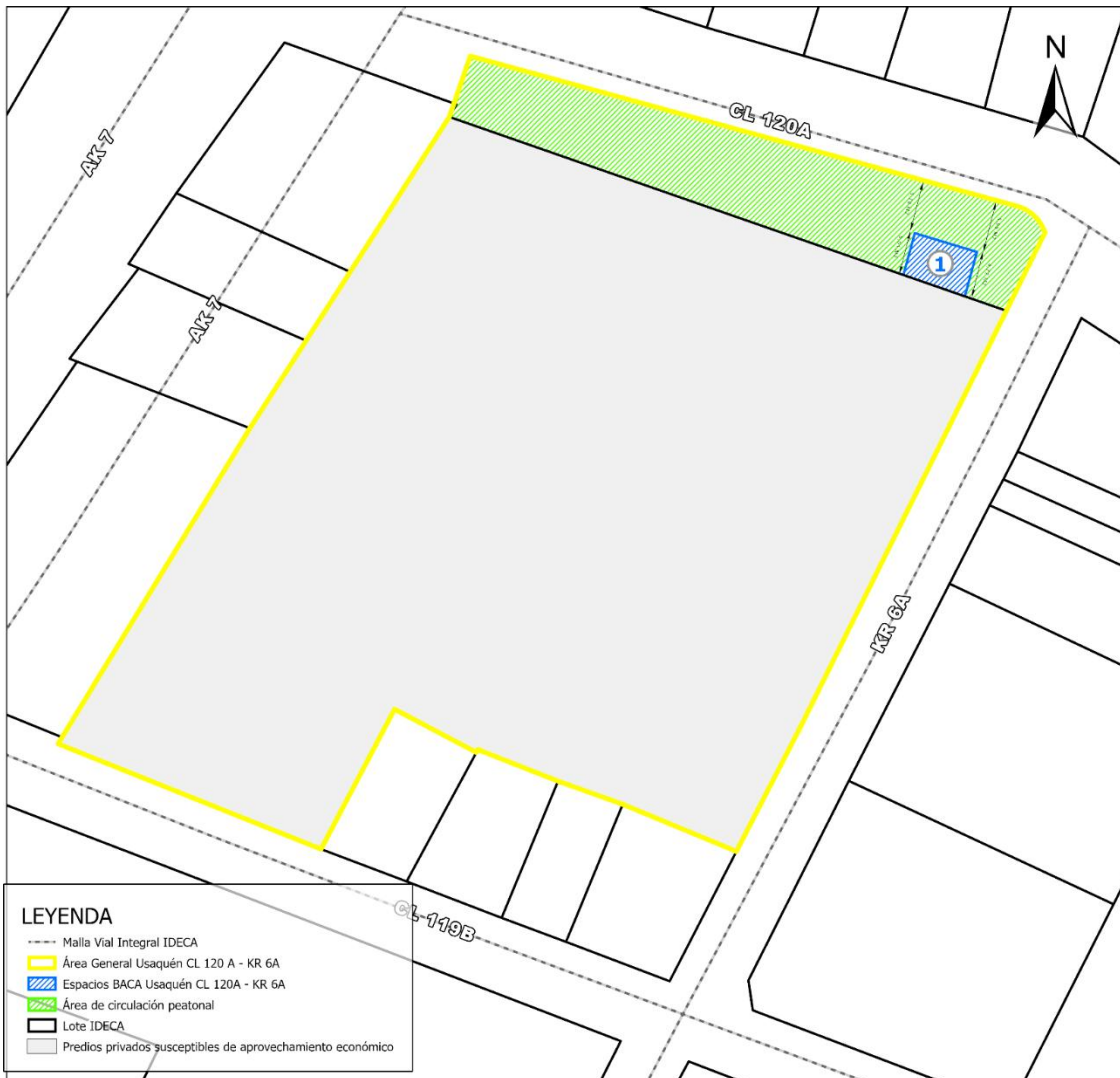 N
CL 120A
AK 7
1
AK 7
KR 6A
CL 119B
LEYENDA
Malla Vial Integral IDECA
Área General Usaquén CL 120 A - KR 6A
Espacios BACA Usaquén CL 120A - KR 6A
Área de circulación peatonal
Lote IDECA
Predios privados susceptibles de aprovechamiento económico